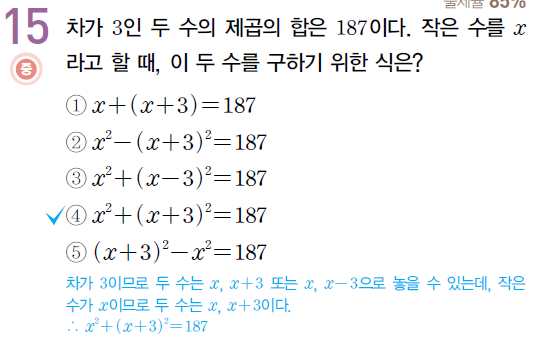 출제율 85%
15 차가 3인 두 수의 제곱의 합은 187이다. 작은 수를 x
중 라고 할 때, 이 두 수를 구하기 위한 식은?
① x+(x+3)=187
② x²-(x+3)²=187
③ x²+(x-3)²=187
④ x²+(x+3)²=187
⑤ (x+3)²-x²=187
차가 3이므로 두 수는 x, x+3 또는 x, x-3으로 놓을 수 있는데, 작은
수가 x이므로 두 수는 x, x+3이다.
∴ x²+(x+3)²=187